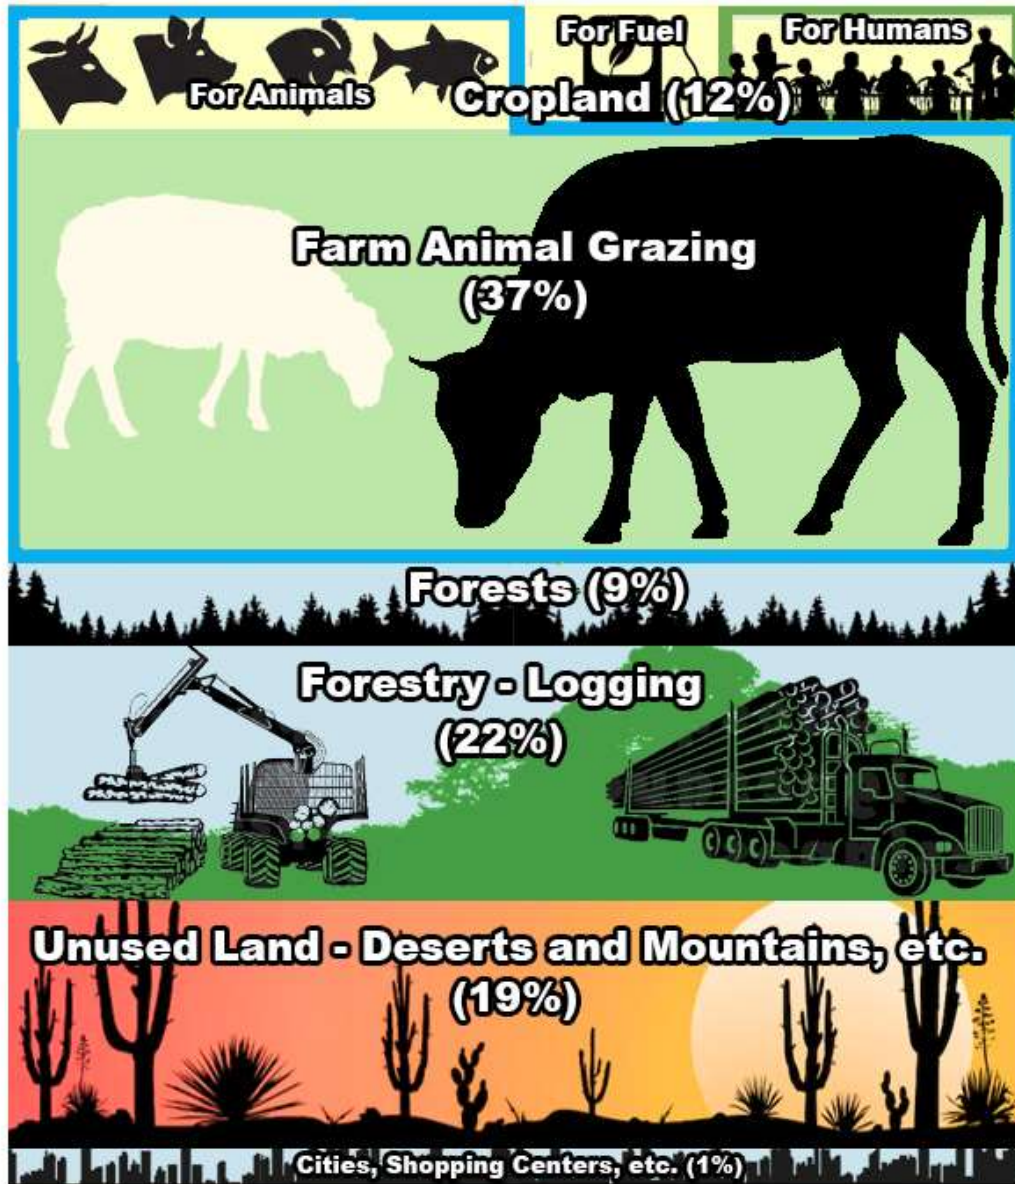 For Animals
For Fuel
For Humans
Cropland (12%)
Farm Animal Grazing
(37%)
Forests (9%)
Forestry - Logging
(22%)
Unused Land - Deserts and Mountains, etc.
(19%)
Cities, Shopping Centers, etc. (1%)